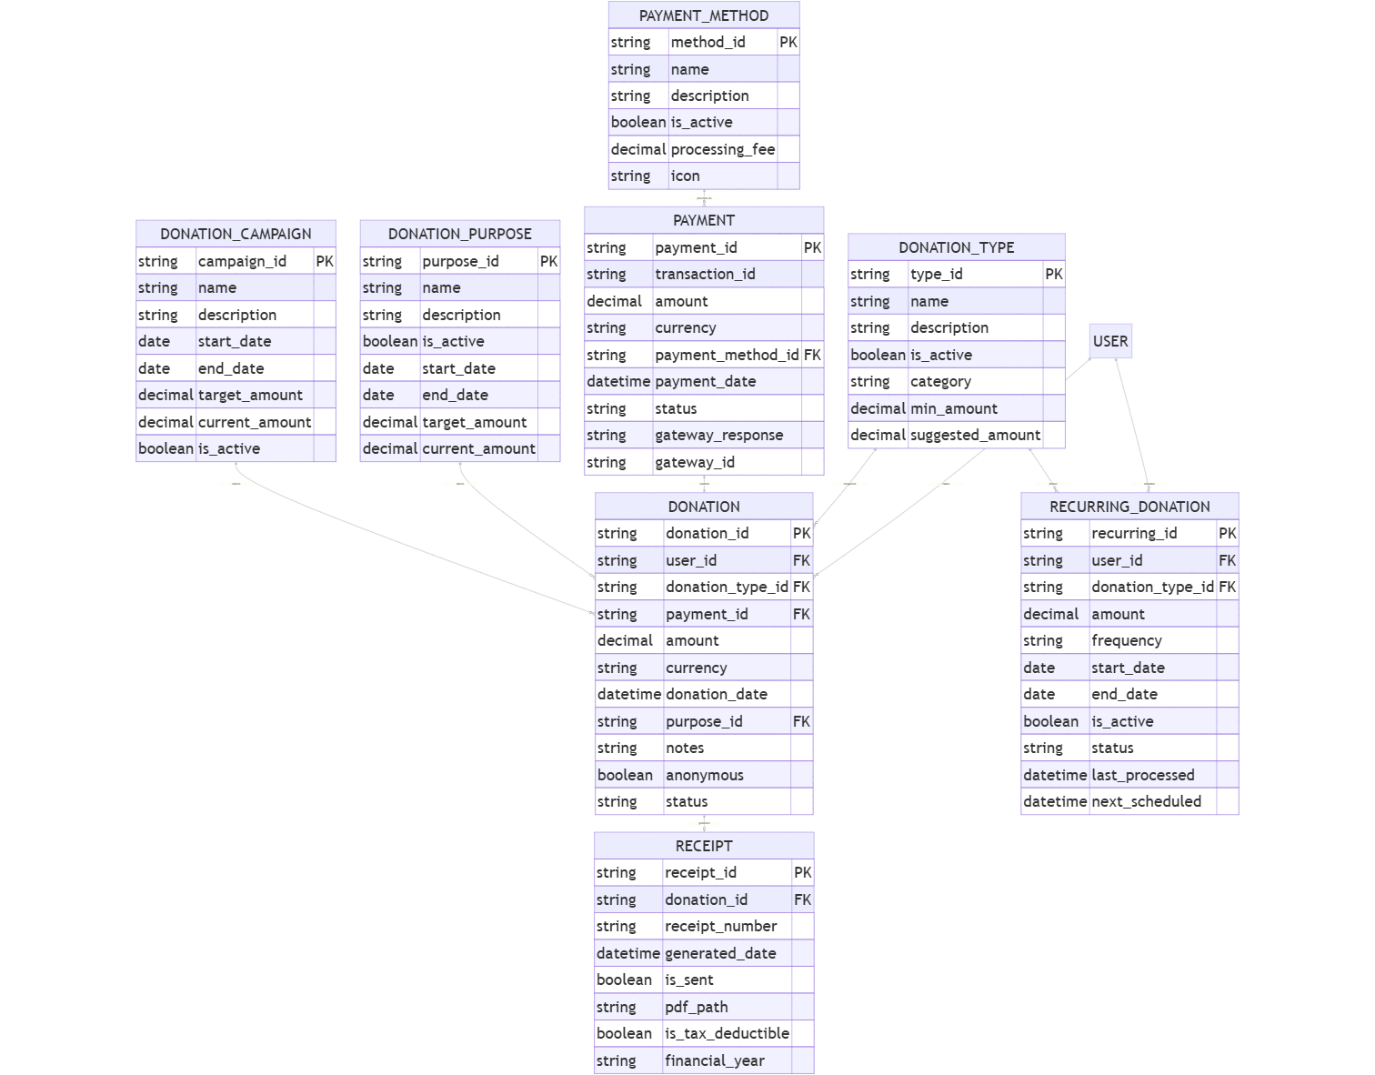 PAYMENT_METHOD
string method_id PK
string name
string description
boolean is_active
decimal processing_fee
string icon
DONATION_CAMPAIGN
string campaign_id PK
string name
string description
date start_date
date end_date
decimal target_amount
decimal current_amount
boolean is_active
DONATION_PURPOSE
string purpose_id PK
string name
string description
boolean is_active
date start_date
date end_date
decimal target_amount
decimal current_amount
PAYMENT
string payment_id PK
string transaction_id
decimal amount
string currency
string payment_method_id FK
datetime payment_date
string status
string gateway_response
string gateway_id
DONATION_TYPE
string type_id PK
string name
string description
boolean is_active
string category
decimal min_amount
decimal suggested_amount
USER
DONATION
string donation_id PK
string user_id FK
string donation_type_id FK
string payment_id FK
decimal amount
string currency
datetime donation_date
string purpose_id FK
string notes
boolean anonymous
string status
RECURRING_DONATION
string recurring_id PK
string user_id FK
string donation_type_id FK
decimal amount
string frequency
date start_date
date end_date
boolean is_active
string status
datetime last_processed
datetime next_scheduled
RECEIPT
string receipt_id PK
string donation_id FK
string receipt_number
datetime generated_date
boolean is_sent
string pdf_path
boolean is_tax_deductible
string financial_year